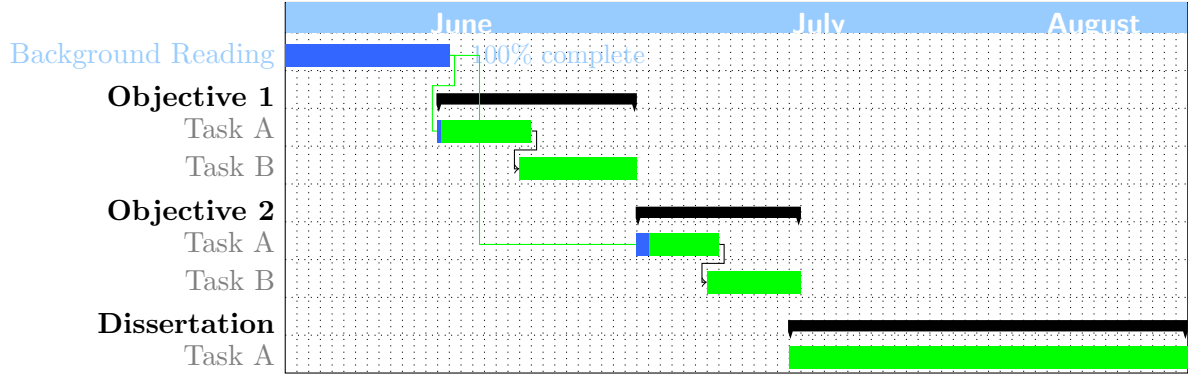 June July August
Background Reading 100% complete
Objective 1
Task A
Task B
Objective 2
Task A
Task B
Dissertation
Task A